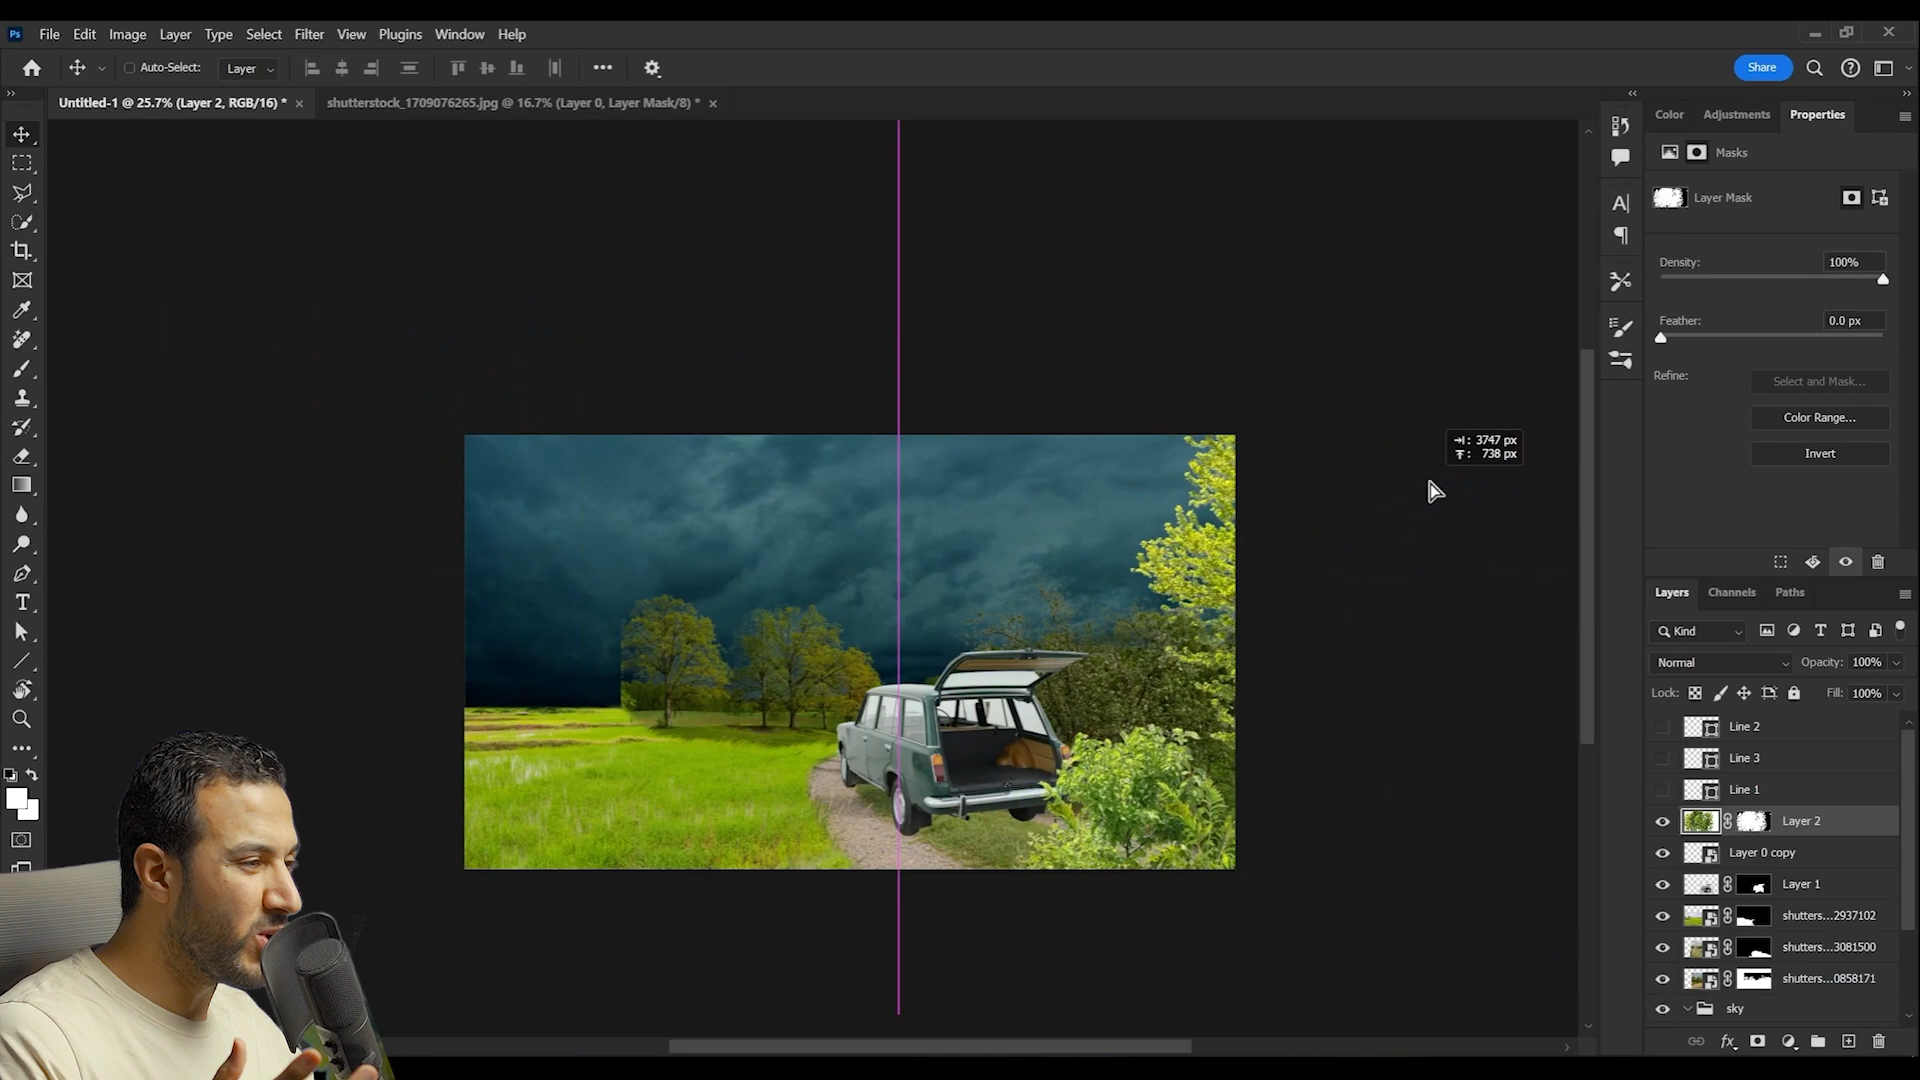 Ps File Edit Image Layer Type Select Filter View Plugins Window Help
Auto-Select: Layer
Share
Untitled-1 @ 25.7% (Layer 2, RGB/16) * ×
shutterstock_1709076265.jpg @ 16.7% (Layer 0, Layer Mask/8) * ×
Color Adjustments Properties
Masks
Layer Mask
Density: 100%
Feather: 0.0 px
Refine: Select and Mask...
Color Range...
Invert
3747 px
738 px
Layers Channels Paths
Kind
Normal Opacity: 100%
Lock: Fill: 100%
Line 2
Line 3
Line 1
Layer 2
Layer 0 copy
Layer 1
shutters...2937102
shutters...3081500
shutters...0858171
sky
fx